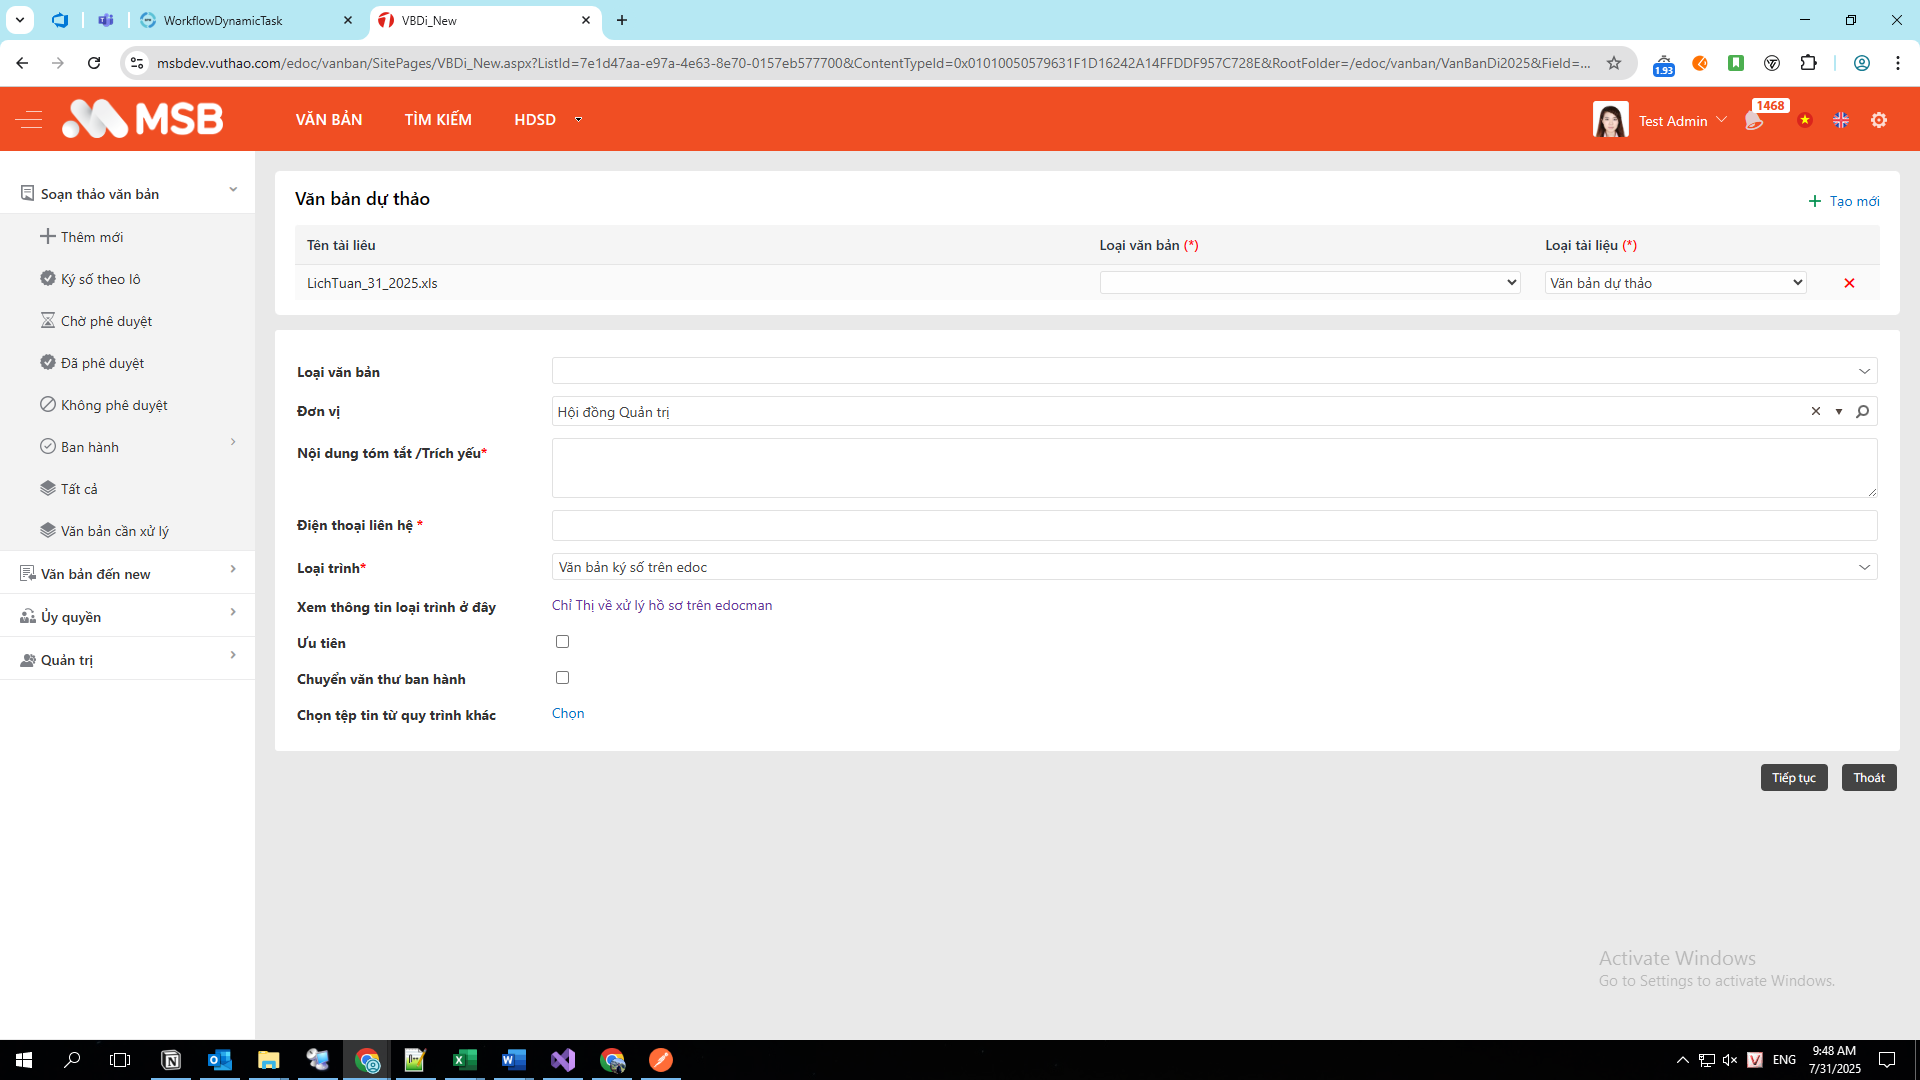 WorkflowDynamicTask
VBDi_New
msbdev.vuthao.com/edoc/vanban/SitePages/VBDi_New.aspx?ListId=7e1d47aa-e97a-4e63-8e70-0157eb577700&ContentTypeId=0x01010050579631F1D16242A14FFDDF957C728E&RootFolder=/edoc/vanban/VanBanDi2025&Field=...
1.93
MSB
VĂN BẢN
TÌM KIẾM
HDSD
Test Admin
1468
Soạn thảo văn bản
Thêm mới
Ký số theo lô
Chờ phê duyệt
Đã phê duyệt
Không phê duyệt
Ban hành
Tất cả
Văn bản cần xử lý
Văn bản đến new
Ủy quyền
Quản trị
Văn bản dự thảo
Tạo mới
Tên tài liệu
Loại văn bản (*)
Loại tài liệu (*)
LichTuan_31_2025.xls
Văn bản dự thảo
Loại văn bản
Đơn vị
Hội đồng Quản trị
Nội dung tóm tắt /Trích yếu*
Điện thoại liên hệ *
Loại trình*
Văn bản ký số trên edoc
Xem thông tin loại trình ở đây
Chỉ Thị về xử lý hồ sơ trên edocman
Ưu tiên
Chuyển văn thư ban hành
Chọn tệp tin từ quy trình khác
Chọn
Tiếp tục
Thoát
Activate Windows
Go to Settings to activate Windows.
ENG
9:48 AM
7/31/2025